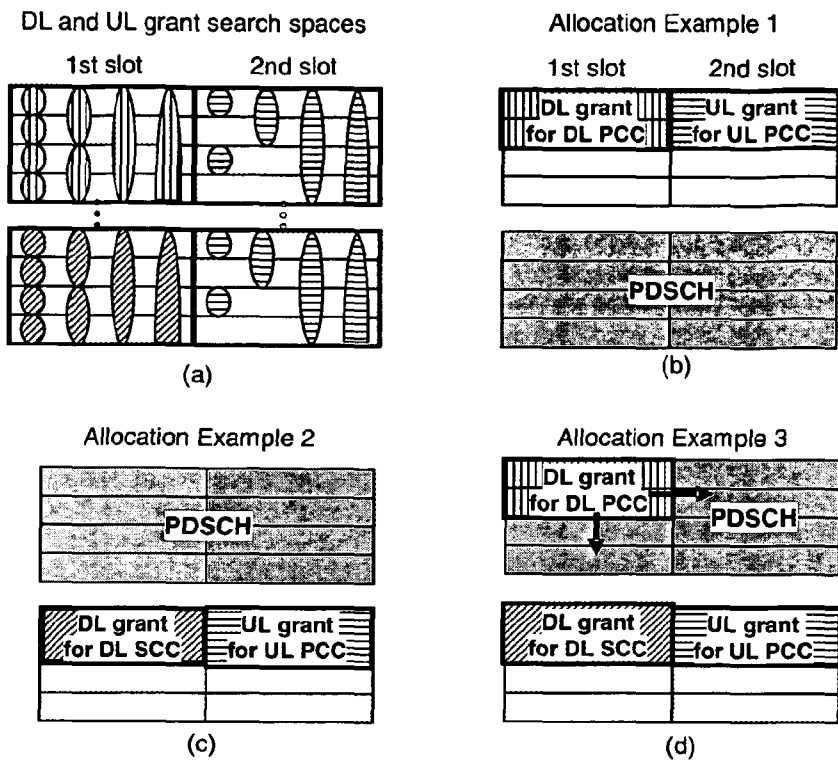 DL and UL grant search spaces
1st slot 2nd slot
(a)
Allocation Example 1
1st slot 2nd slot
DL grant
for DL PCC
UL grant
for UL PCC
PDSCH
(b)
Allocation Example 2
PDSCH
DL grant
for DL SCC
UL grant
for UL PCC
(c)
Allocation Example 3
DL grant
for DL PCC
PDSCH
DL grant
for DL SCC
UL grant
for UL PCC
(d)